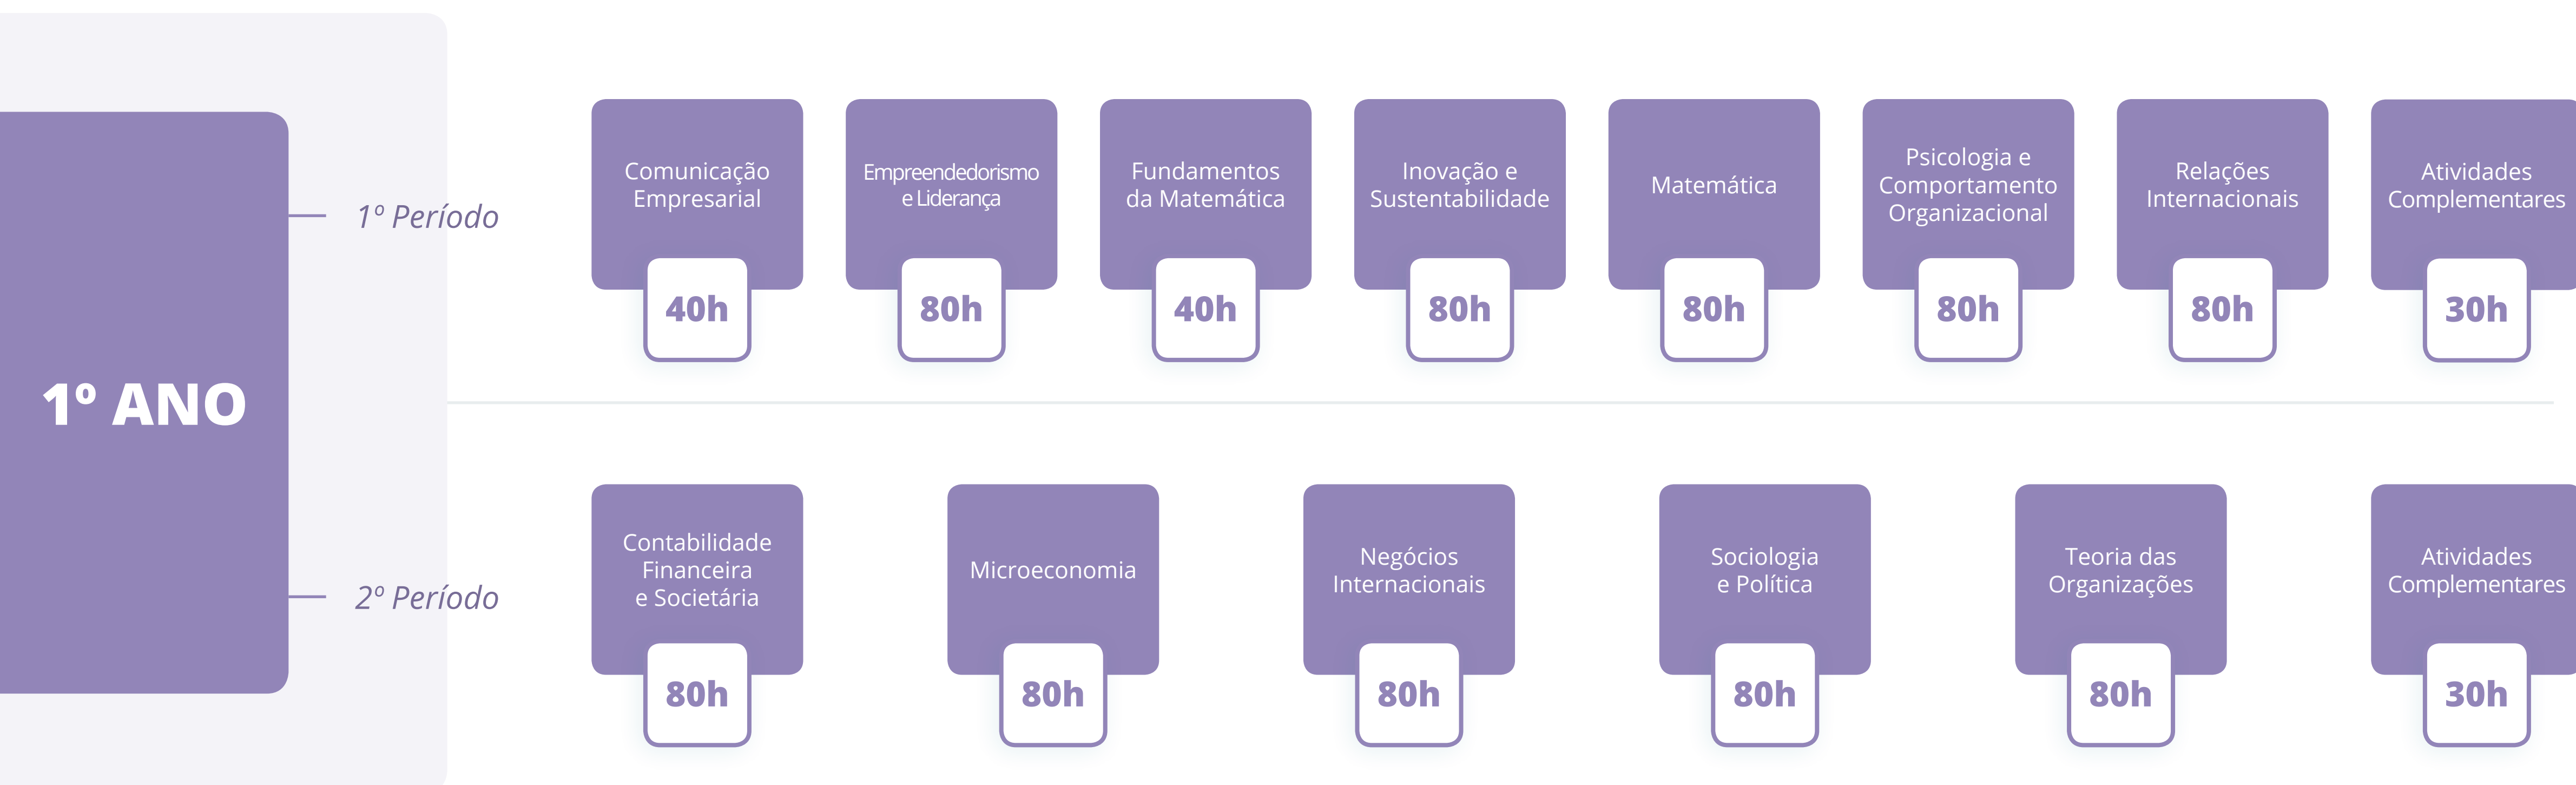 1º ANO
1º Período
Comunicação
Empresarial
40h
Empreendedorismo
e Liderança
80h
Fundamentos
da Matemática
40h
Inovação e
Sustentabilidade
80h
Matemática
80h
Psicologia e
Comportamento
Organizacional
80h
Relações
Internacionais
80h
Atividades
Complementares
30h
2º Período
Contabilidade
Financeira
e Societária
80h
Microeconomia
80h
Negócios
Internacionais
80h
Sociologia
e Política
80h
Teoria das
Organizações
80h
Atividades
Complementares
30h